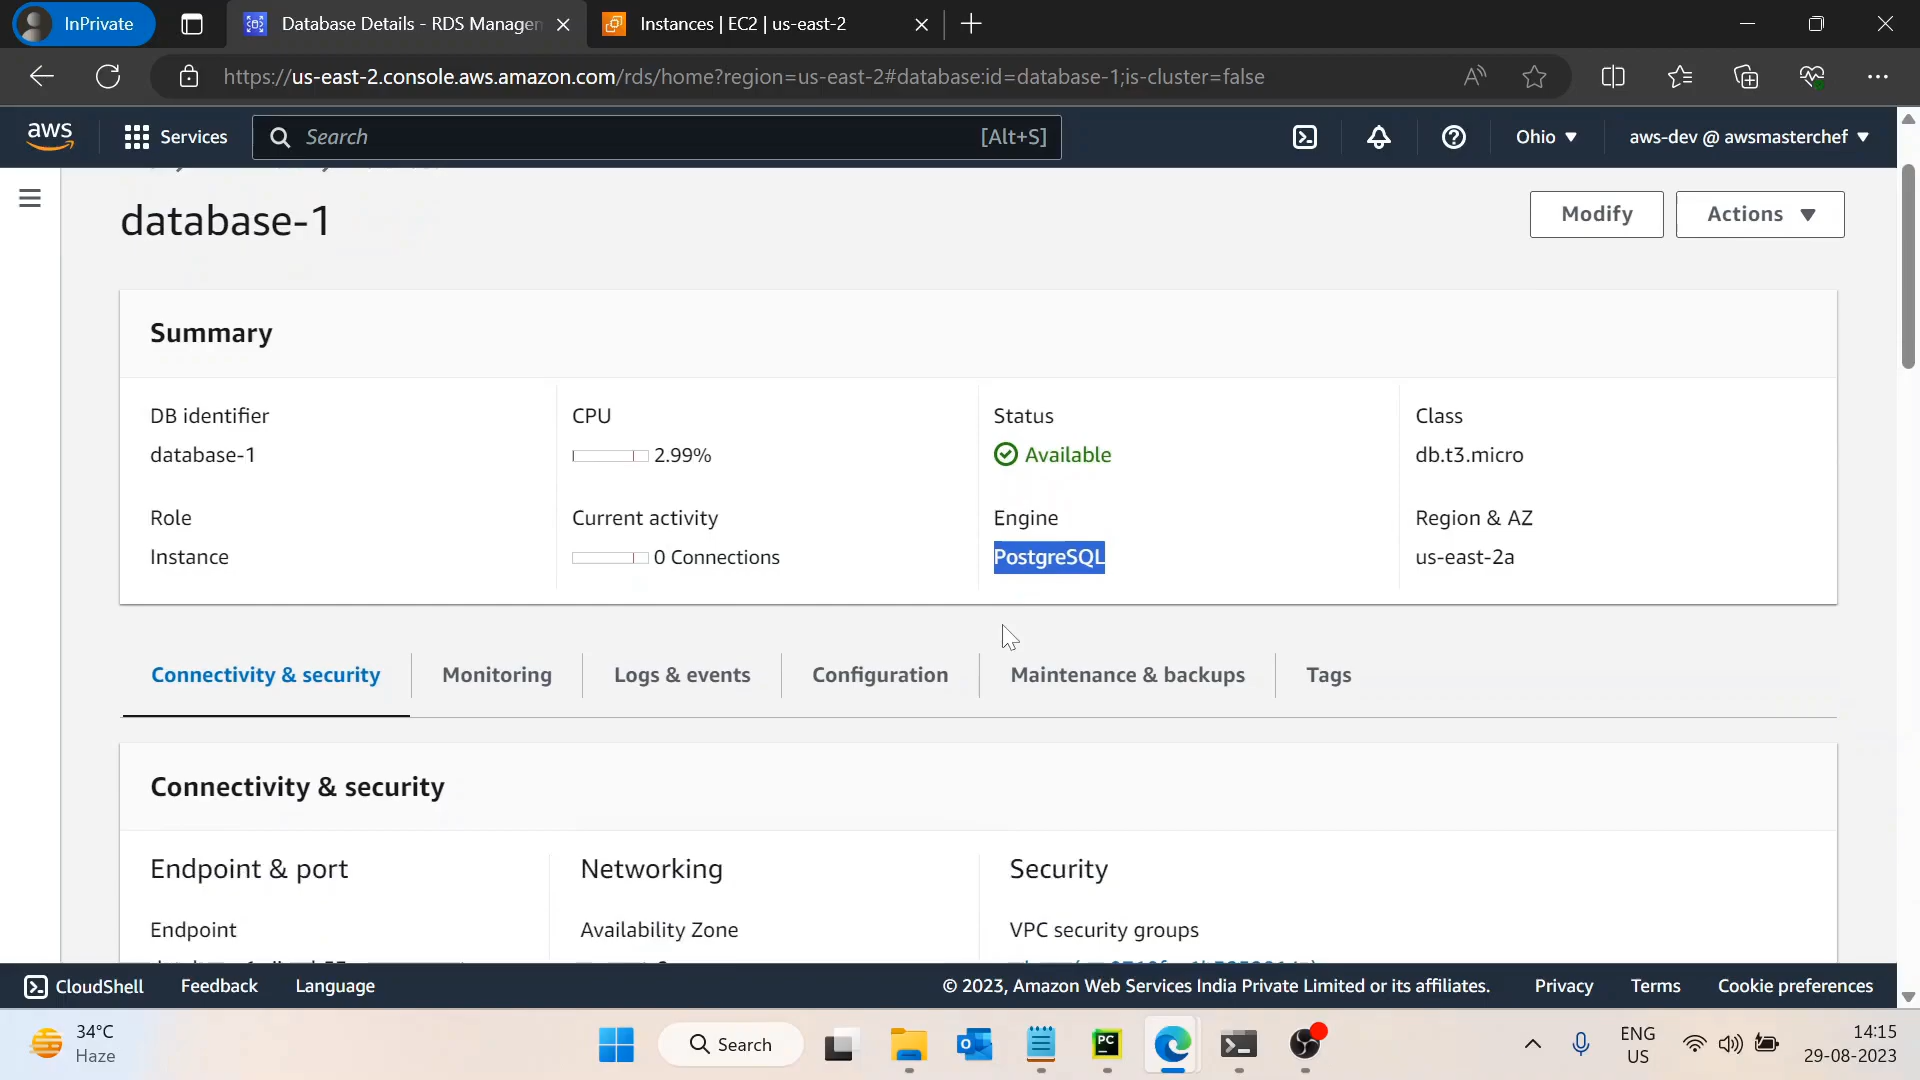 InPrivate
Database Details - RDS Manager
Instances | EC2 | us-east-2
https://us-east-2.console.aws.amazon.com/rds/home?region=us-east-2#database:id=database-1;is-cluster=false
aws
Services
Search
[Alt+S]
Ohio
aws-dev @ awsmasterchef
database-1
Modify
Actions
Summary
DB identifier
database-1
CPU
2.99%
Status
Available
Class
db.t3.micro
Role
Instance
Current activity
0 Connections
Engine
PostgreSQL
Region & AZ
us-east-2a
Connectivity & security
Monitoring
Logs & events
Configuration
Maintenance & backups
Tags
Connectivity & security
Endpoint & port
Networking
Security
Endpoint
Availability Zone
VPC security groups
CloudShell
Feedback
Language
© 2023, Amazon Web Services India Private Limited or its affiliates.
Privacy
Terms
Cookie preferences
34°C
Haze
Search
PC
ENG
US
14:15
29-08-2023